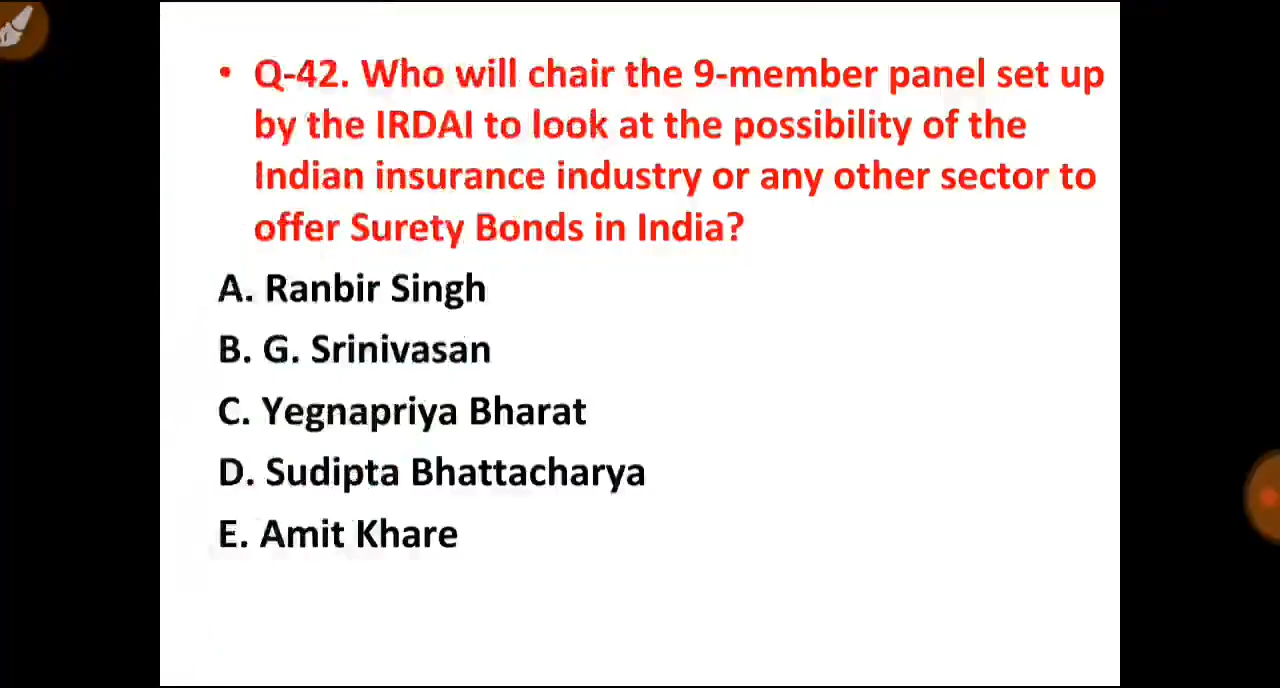 • Q-42. Who will chair the 9-member panel set up
by the IRDAI to look at the possibility of the
Indian insurance industry or any other sector to
offer Surety Bonds in India?
A. Ranbir Singh
B. G. Srinivasan
C. Yegnapriya Bharat
D. Sudipta Bhattacharya
E. Amit Khare